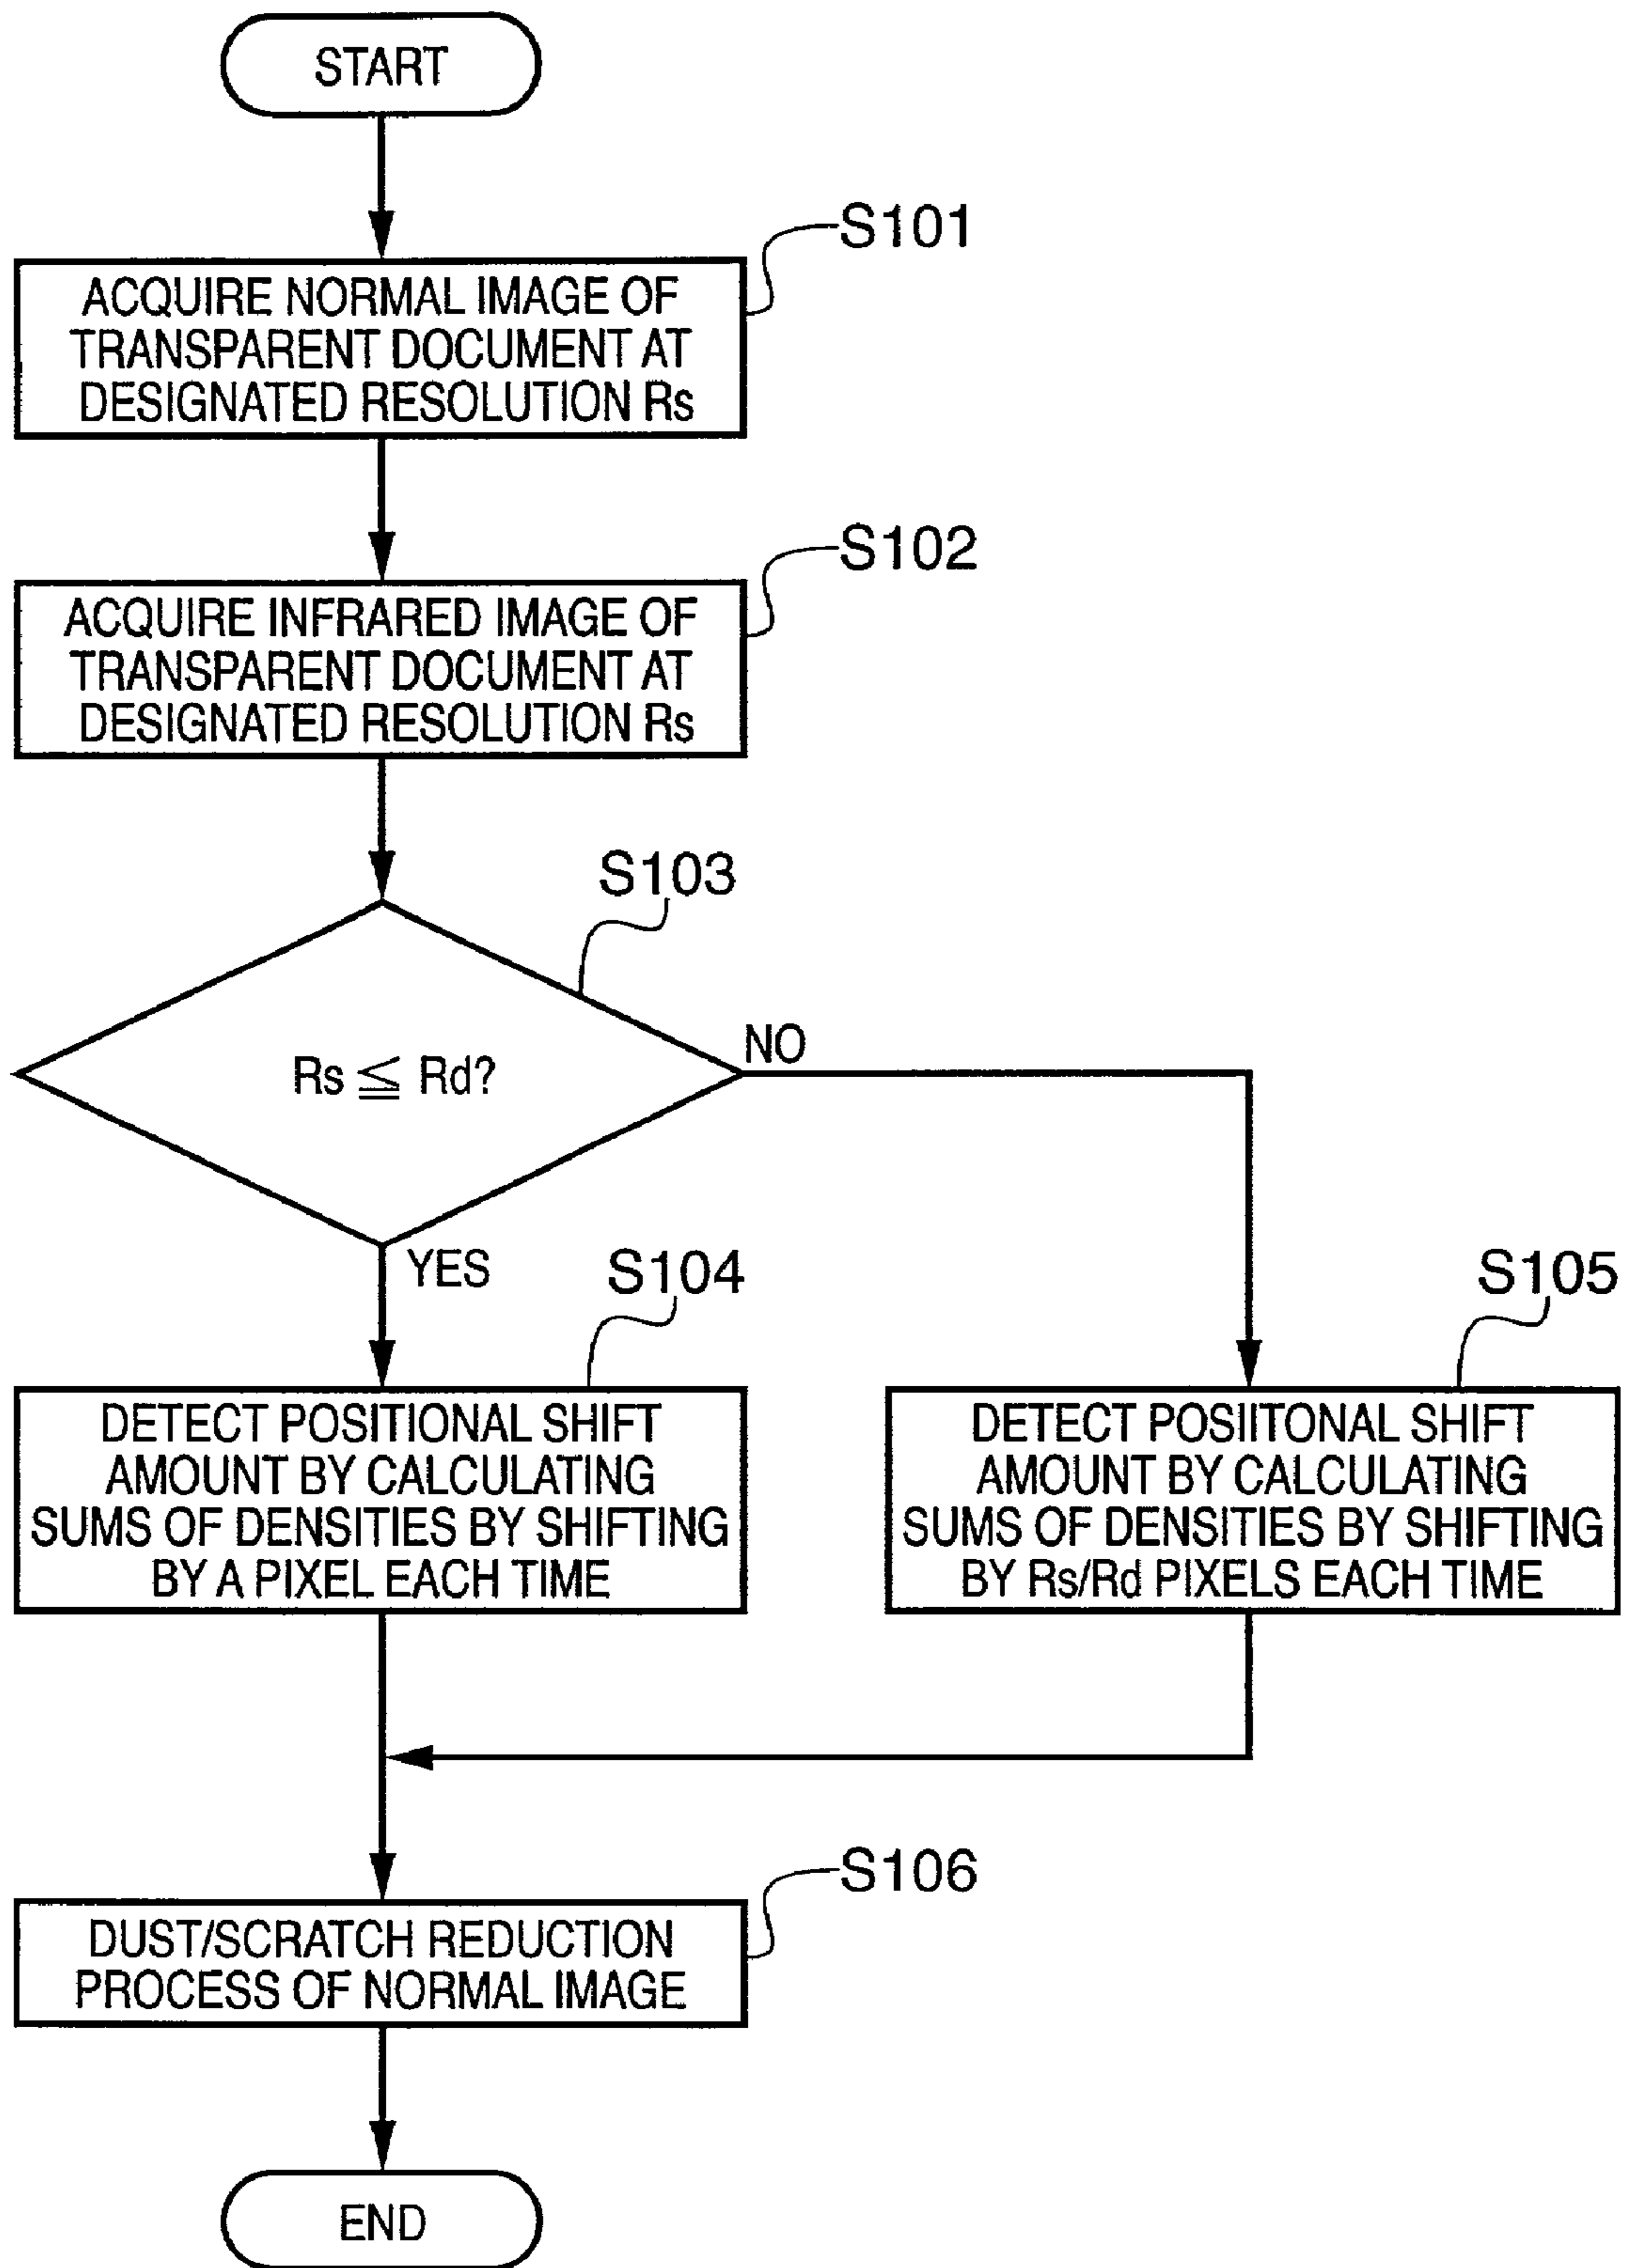 START
S101
ACQUIRE NORMAL IMAGE OF
TRANSPARENT DOCUMENT AT
DESIGNATED RESOLUTION Rs
S102
ACQUIRE INFRARED IMAGE OF
TRANSPARENT DOCUMENT AT
DESIGNATED RESOLUTION Rs
S103
Rs ≦ Rd?
NO
YES
S104
DETECT POSITIONAL SHIFT
AMOUNT BY CALCULATING
SUMS OF DENSITIES BY SHIFTING
BY A PIXEL EACH TIME
S105
DETECT POSIITONAL SHIFT
AMOUNT BY CALCULATING
SUMS OF DENSITIES BY SHIFTING
BY Rs/Rd PIXELS EACH TIME
S106
DUST/SCRATCH REDUCTION
PROCESS OF NORMAL IMAGE
END